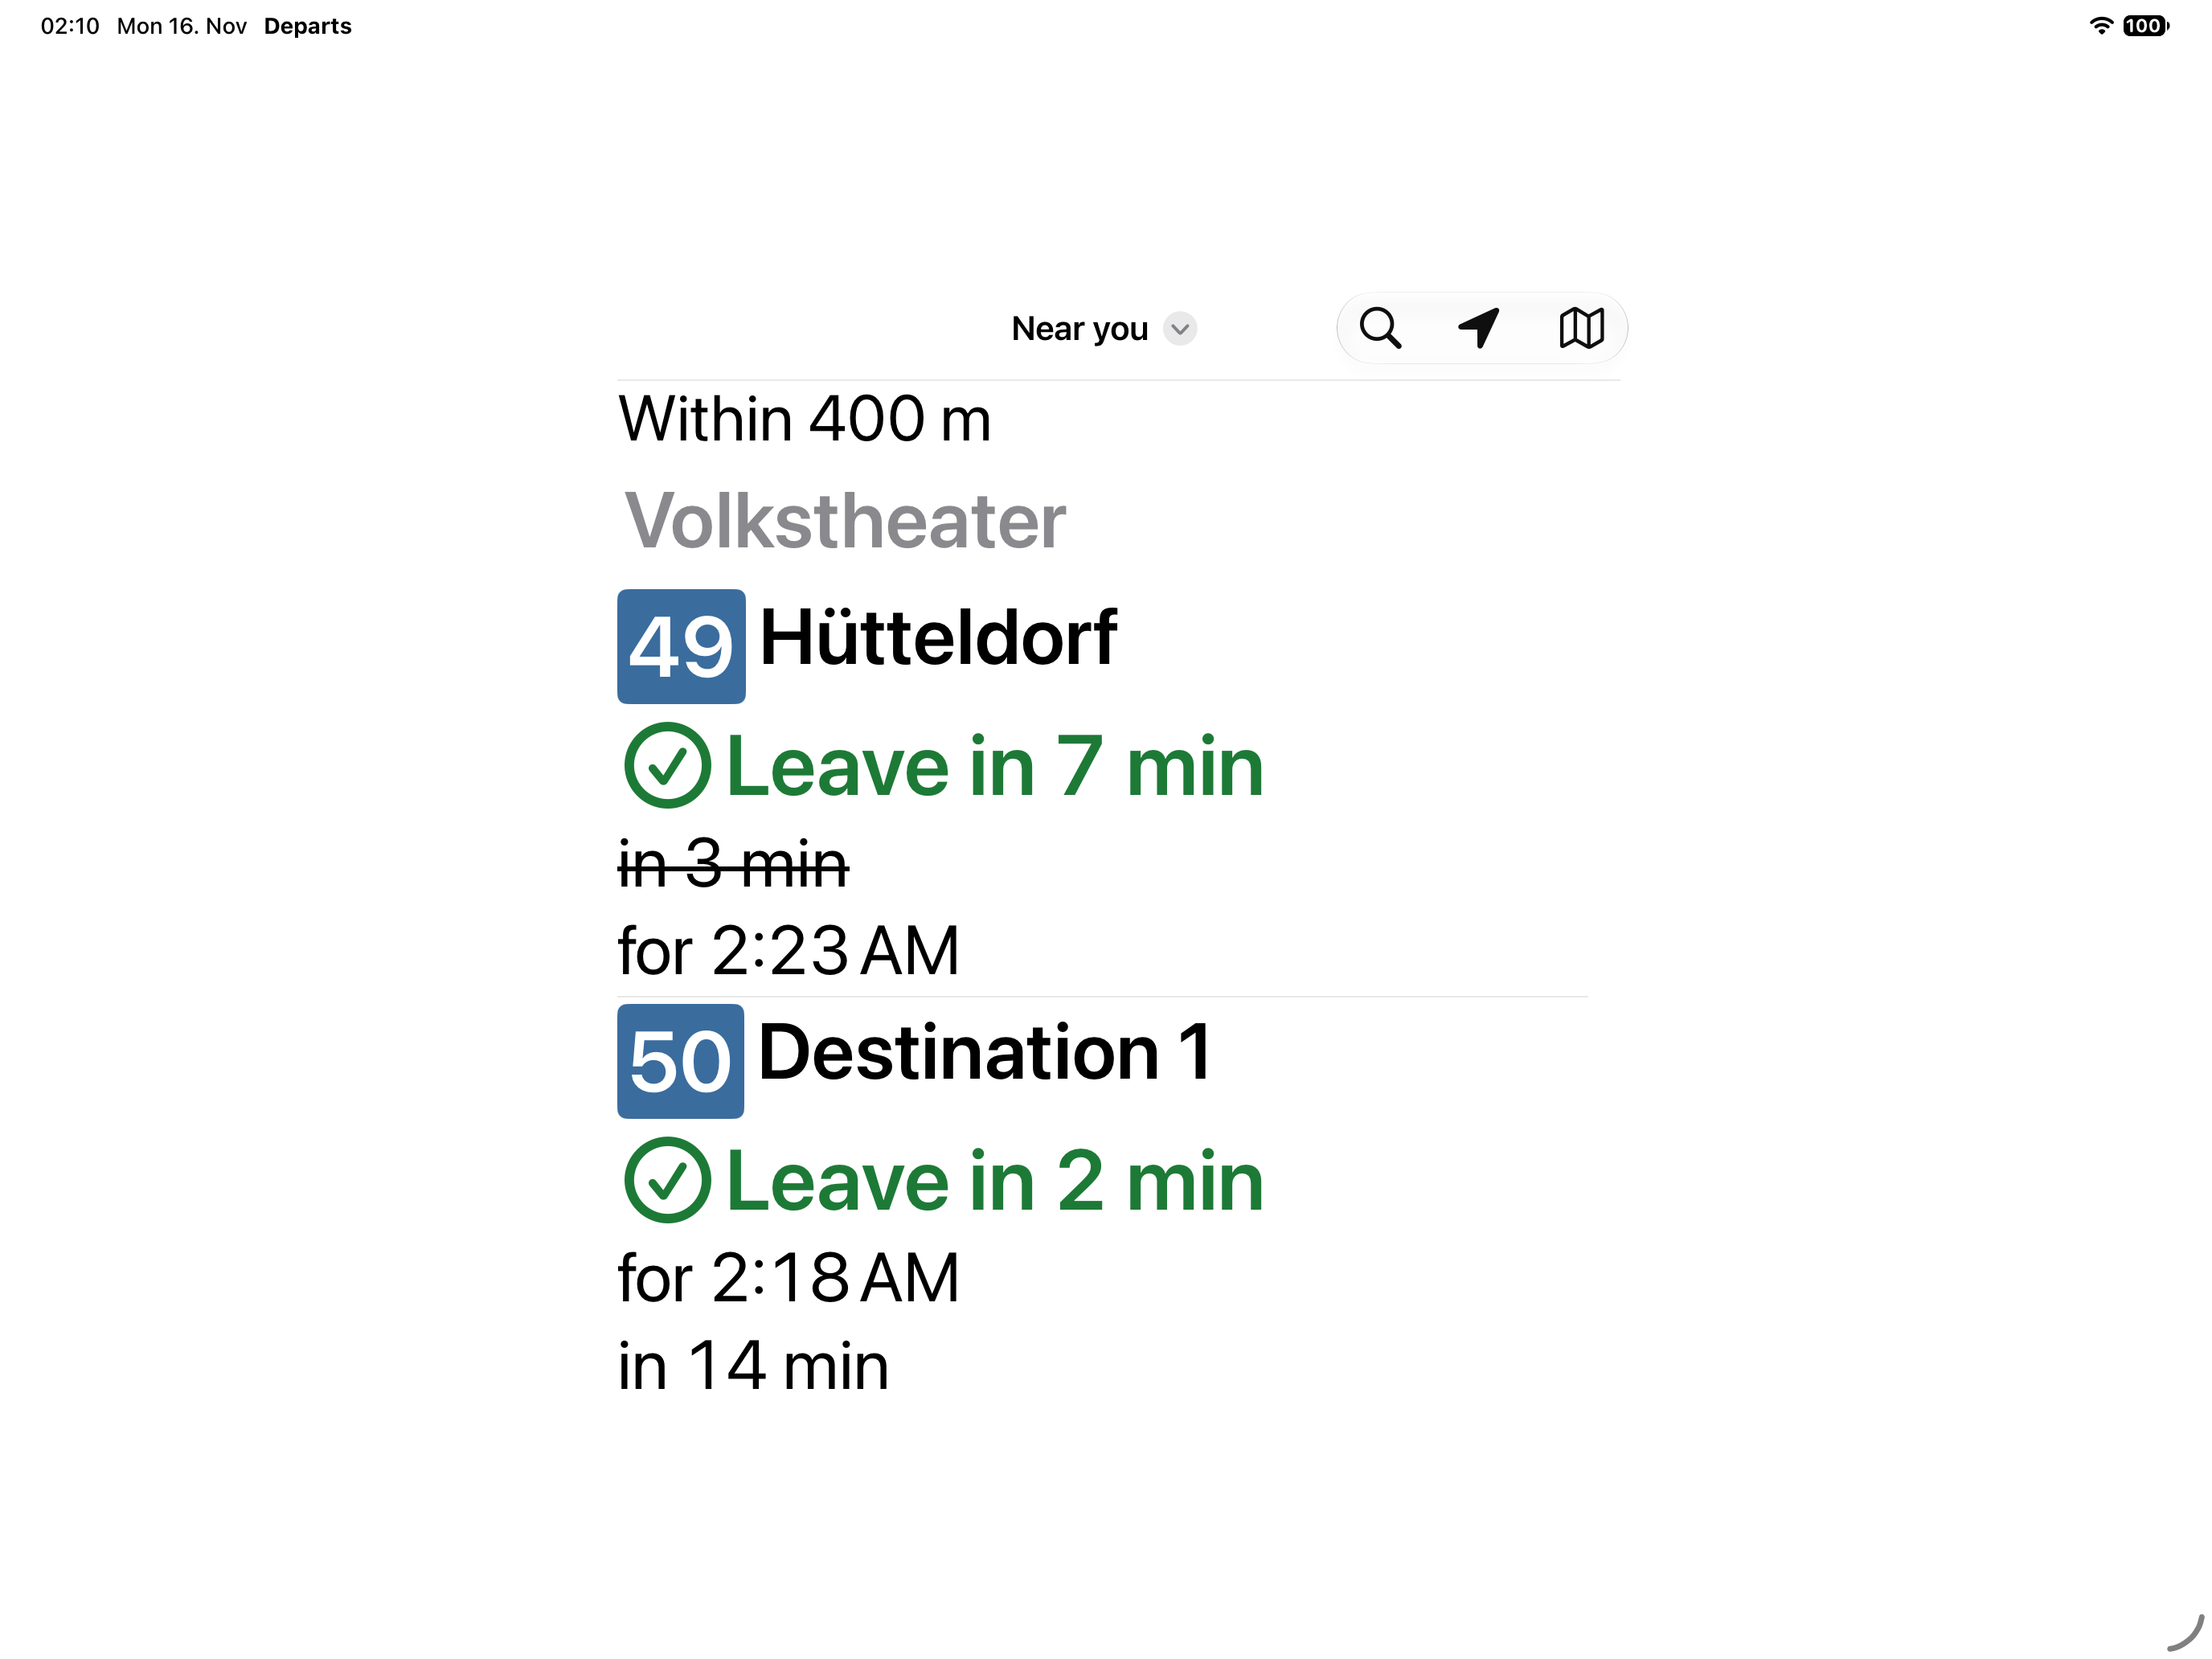 02:10 Mon 16. Nov Departs
100
Near you
Within 400 m
Volkstheater
49 Hütteldorf
Leave in 7 min
in 3 min
for 2:23 AM
50 Destination 1
Leave in 2 min
for 2:18 AM
in 14 min